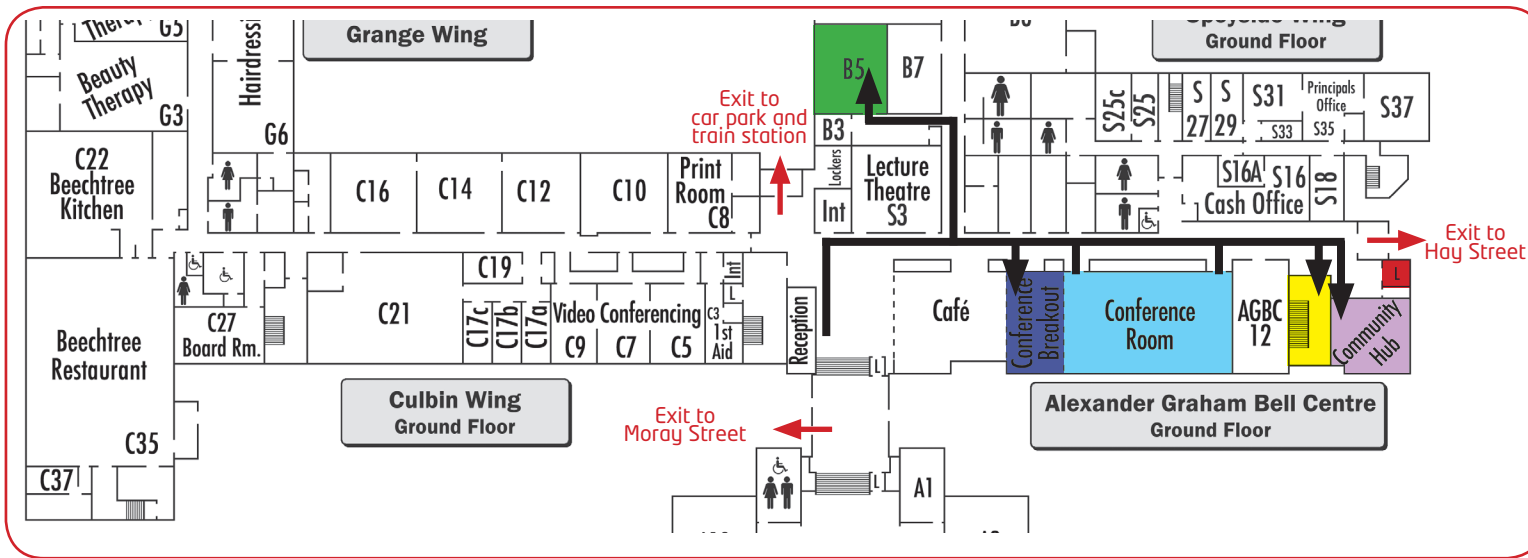 Therapy
G5
Beauty
Therapy
G3
Hairdressi
G6
Grange Wing
C22
Beechtree
Kitchen
C16
C14
C12
C10
Print
Room
C8
Exit to
car park and
train station
B5
B7
B3
Lockers
Int
Lecture
Theatre
S3
Speyside Wing
Ground Floor
S25c
S25
S
27
S
29
S31
S33
Principals
Office
S35
S37
S16A
S16
Cash Office
S18
Exit to
Hay Street
L
Beechtree
Restaurant
C35
C37
C27
Board Rm.
C21
C19
C17c
C17b
C17a
Video Conferencing
C9
C7
C5
Int
L
C3
1st
Aid
Reception
Café
Conference
Breakout
Conference
Room
AGBC
12
Community
Hub
L
Culbin Wing
Ground Floor
Exit to
Moray Street
Alexander Graham Bell Centre
Ground Floor
L
A1